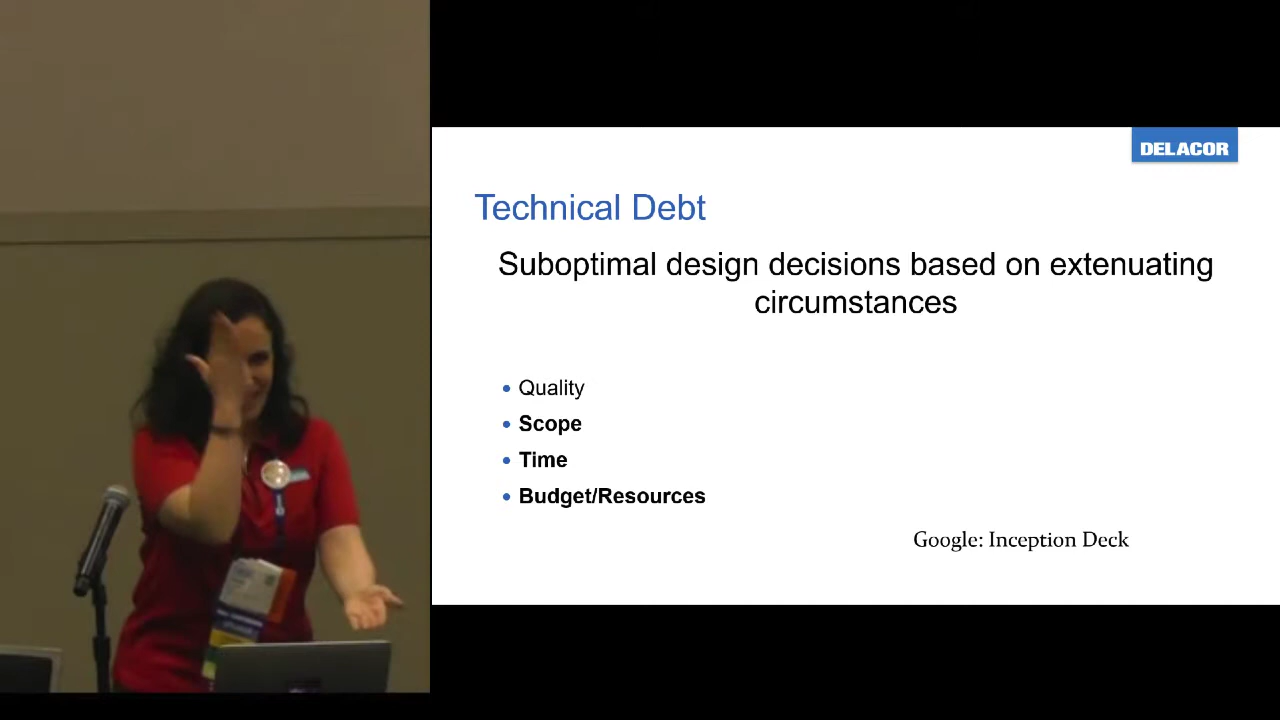 DELACOR
Technical Debt
Suboptimal design decisions based on extenuating
circumstances
• Quality
• Scope
• Time
• Budget/Resources
Google: Inception Deck